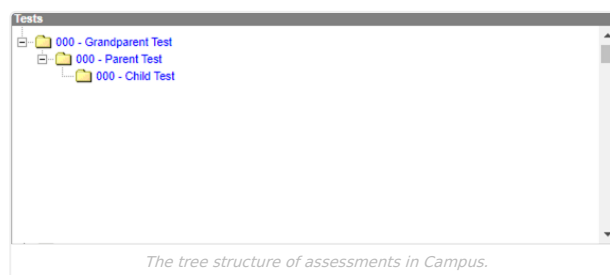 Tests
000 - Grandparent Test
000 - Parent Test
000 - Child Test
The tree structure of assessments in Campus.